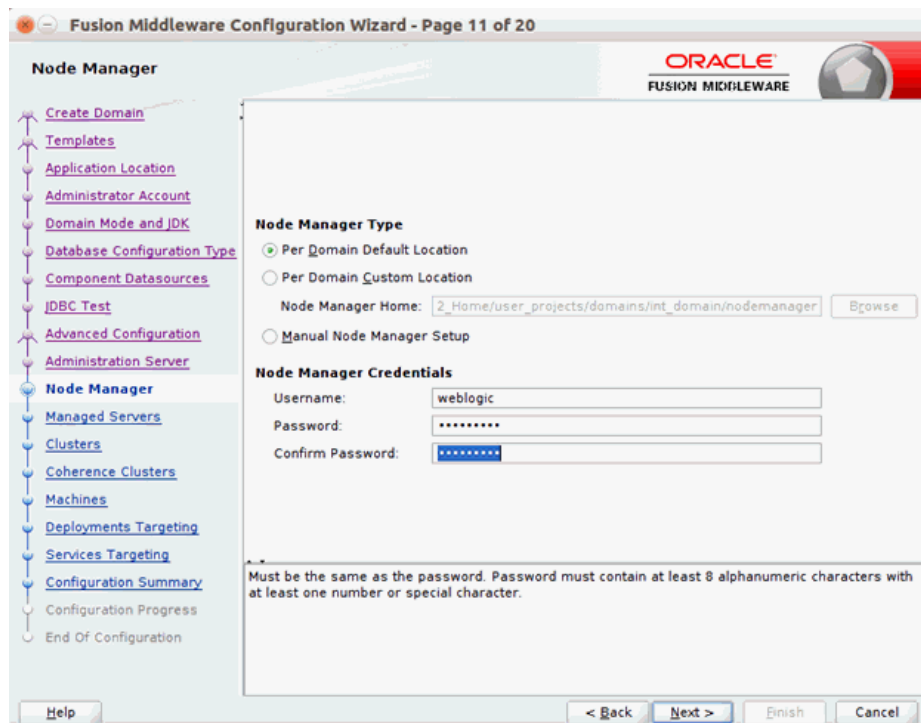 Fusion Middleware Configuration Wizard - Page 11 of 20
Node Manager
ORACLE
FUSION MIDDLEWARE
Create Domain
Templates
Application Location
Administrator Account
Domain Mode and JDK
Database Configuration Type
Component Datasources
JDBC Test
Advanced Configuration
Administration Server
Node Manager
Managed Servers
Clusters
Coherence Clusters
Machines
Deployments Targeting
Services Targeting
Configuration Summary
Configuration Progress
End Of Configuration
Node Manager Type
Per Domain Default Location
Per Domain Custom Location
Node Manager Home: 2_Home/user_projects/domains/int_domain/nodemanager Browse
Manual Node Manager Setup
Node Manager Credentials
Username: weblogic
Password: •••••••••
Confirm Password: •••••••••
Must be the same as the password. Password must contain at least 8 alphanumeric characters with
at least one number or special character.
Help < Back Next > Finish Cancel